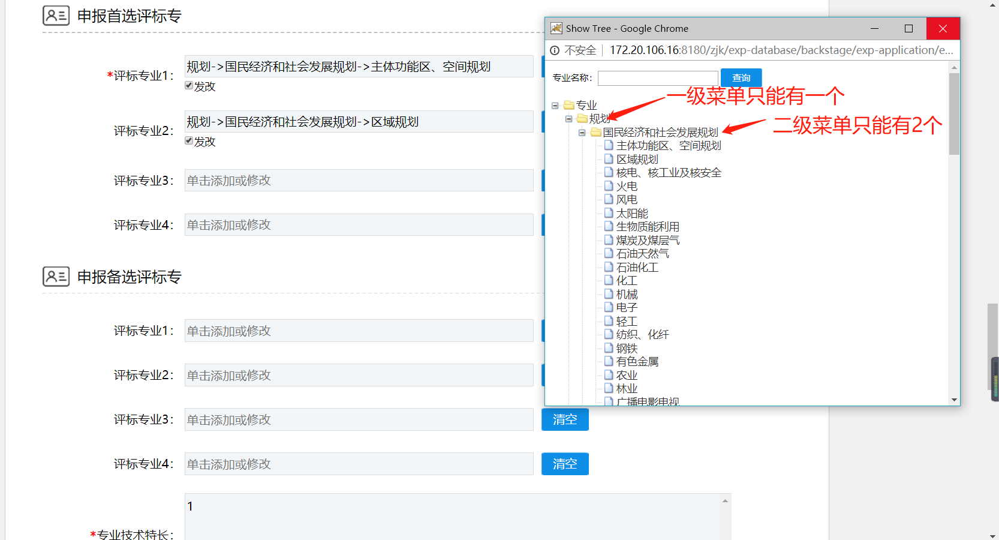 申报首选评标专
*评标专业1：
规划->国民经济和社会发展规划->主体功能区、空间规划
发改
评标专业2：
规划->国民经济和社会发展规划->区域规划
发改
评标专业3：
单击添加或修改
评标专业4：
单击添加或修改
申报备选评标专
评标专业1：
单击添加或修改
评标专业2：
单击添加或修改
评标专业3：
单击添加或修改
清空
评标专业4：
单击添加或修改
清空
*专业技术特长：
1
Show Tree - Google Chrome
不安全
172.20.106.16:8180/zjk/exp-database/backstage/exp-application/e...
专业名称：
查询
一级菜单只能有一个
专业
规划
二级菜单只能有2个
国民经济和社会发展规划
主体功能区、空间规划
区域规划
核电、核工业及核安全
火电
风电
太阳能
生物质能利用
煤炭及煤层气
石油天然气
石油化工
化工
机械
电子
轻工
纺织、化纤
钢铁
有色金属
农业
林业
广播电影电视